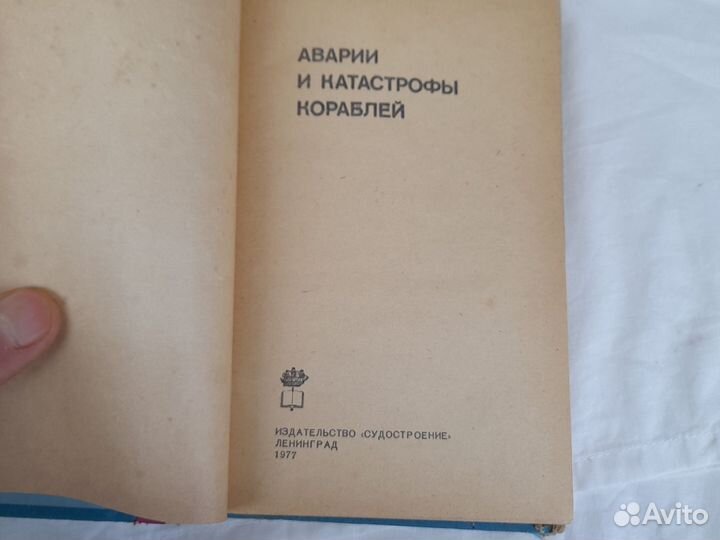 АВАРИИ
И КАТАСТРОФЫ
КОРАБЛЕЙ
ИЗДАТЕЛЬСТВО «СУДОСТРОЕНИЕ»
ЛЕНИНГРАД
1977
Avito